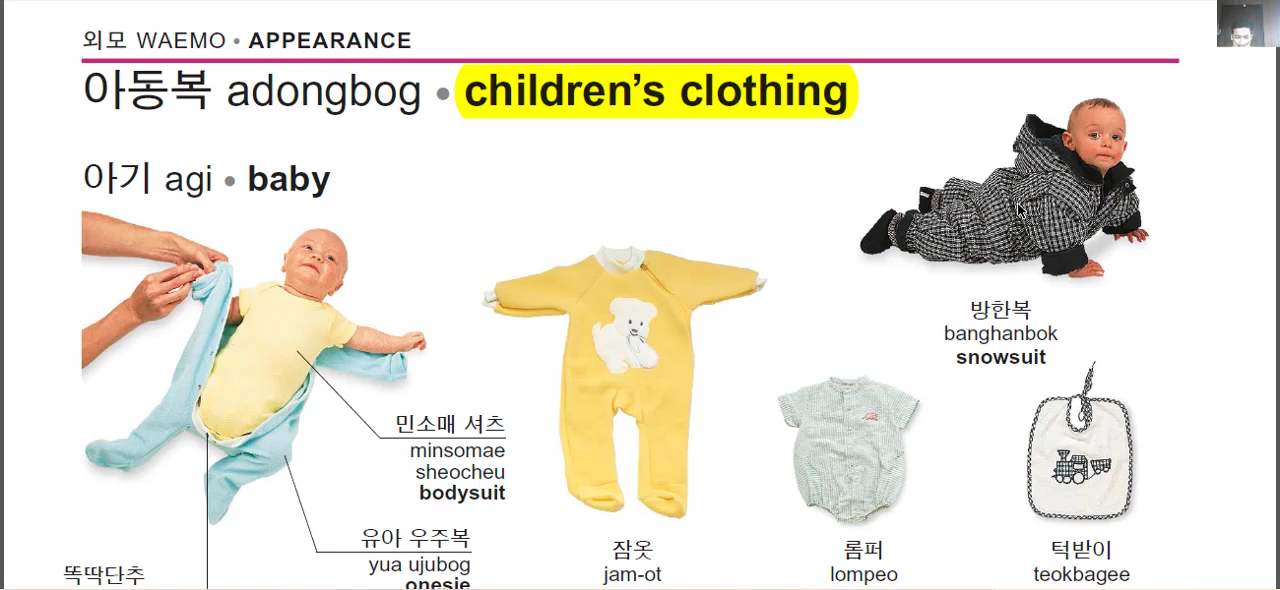 외모 WAEMO • APPEARANCE
아동복 adongbog • children's clothing
아기 agi • baby
방한복
banghanbok
snowsuit
민소매 셔츠
minsomae
sheocheu
bodysuit
유아 우주복
yua ujubog
onesie
똑딱단추
잠옷
jam-ot
롬퍼
lompeo
턱받이
teokbagee